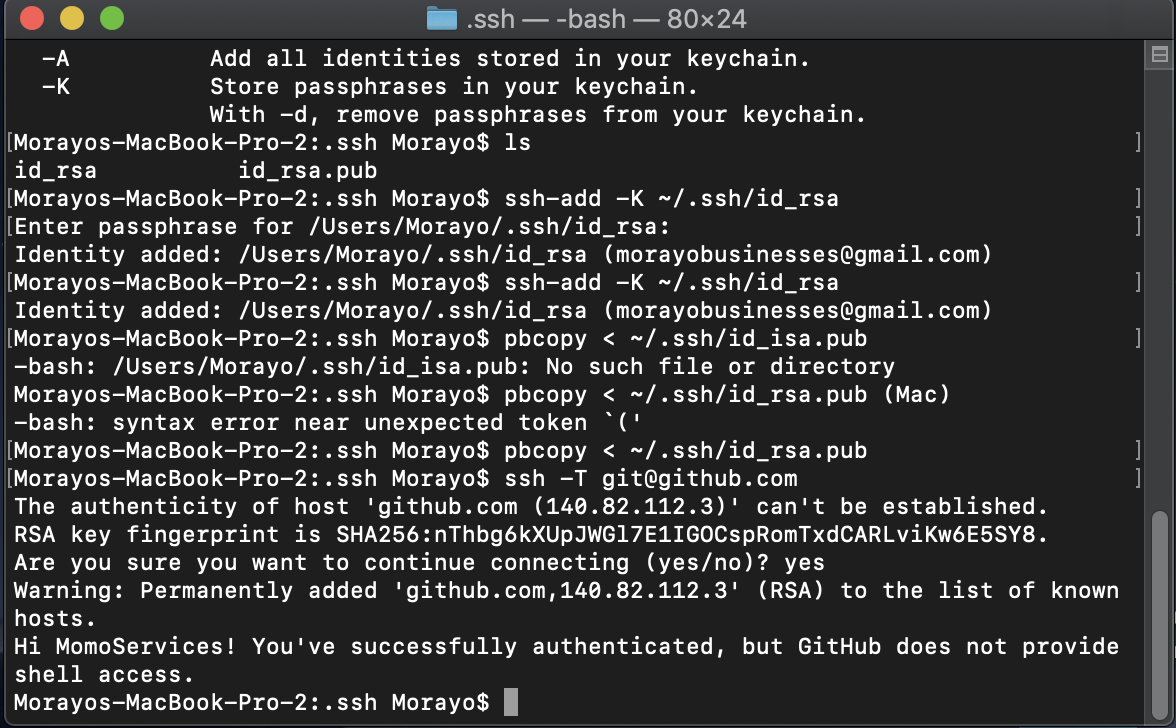 .ssh — -bash — 80×24
-A Add all identities stored in your keychain.
-K Store passphrases in your keychain.
With -d, remove passphrases from your keychain.
[Morayos-MacBook-Pro-2:.ssh Morayo$ ls ]
id_rsa id_rsa.pub
[Morayos-MacBook-Pro-2:.ssh Morayo$ ssh-add -K ~/.ssh/id_rsa ]
[Enter passphrase for /Users/Morayo/.ssh/id_rsa: ]
Identity added: /Users/Morayo/.ssh/id_rsa (morayobusinesses@gmail.com)
[Morayos-MacBook-Pro-2:.ssh Morayo$ ssh-add -K ~/.ssh/id_rsa ]
Identity added: /Users/Morayo/.ssh/id_rsa (morayobusinesses@gmail.com)
[Morayos-MacBook-Pro-2:.ssh Morayo$ pbcopy < ~/.ssh/id_isa.pub ]
-bash: /Users/Morayo/.ssh/id_isa.pub: No such file or directory
Morayos-MacBook-Pro-2:.ssh Morayo$ pbcopy < ~/.ssh/id_rsa.pub (Mac)
-bash: syntax error near unexpected token `('
[Morayos-MacBook-Pro-2:.ssh Morayo$ pbcopy < ~/.ssh/id_rsa.pub ]
[Morayos-MacBook-Pro-2:.ssh Morayo$ ssh -T git@github.com ]
The authenticity of host 'github.com (140.82.112.3)' can't be established.
RSA key fingerprint is SHA256:nThbg6kXUpJWGl7E1IGOCspRomTxdCARLviKw6E5SY8.
Are you sure you want to continue connecting (yes/no)? yes
Warning: Permanently added 'github.com,140.82.112.3' (RSA) to the list of known
hosts.
Hi MomoServices! You've successfully authenticated, but GitHub does not provide
shell access.
Morayos-MacBook-Pro-2:.ssh Morayo$